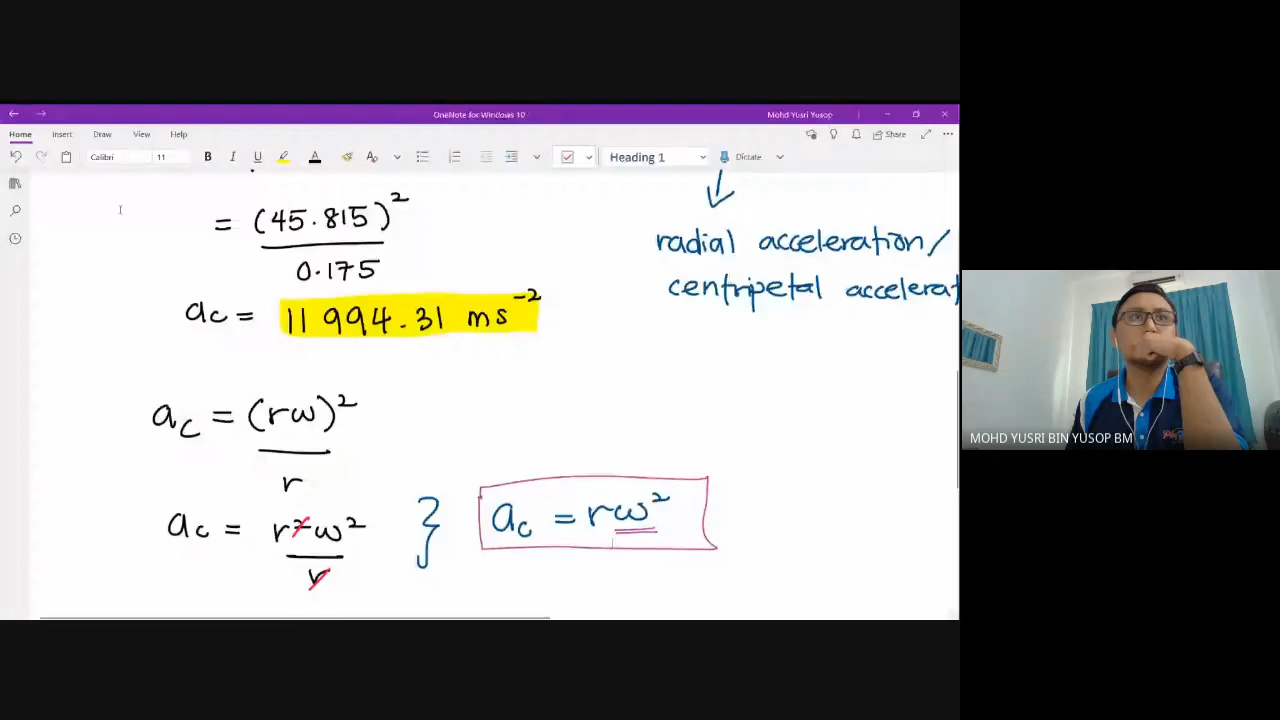 OneNote for Windows 10
Mohd Yusri Yusop
Home Insert Draw View Help
Share
Calibri 11 B I U A Heading 1 Dictate
= (45.815)²
0.175
ac = 11 994.31 ms⁻²
radial acceleration/
centripetal accelerat
ac = (rω)²
r
ac = r²ω²
r
} ac = rω²
MOHD YUSRI BIN YUSOP BM